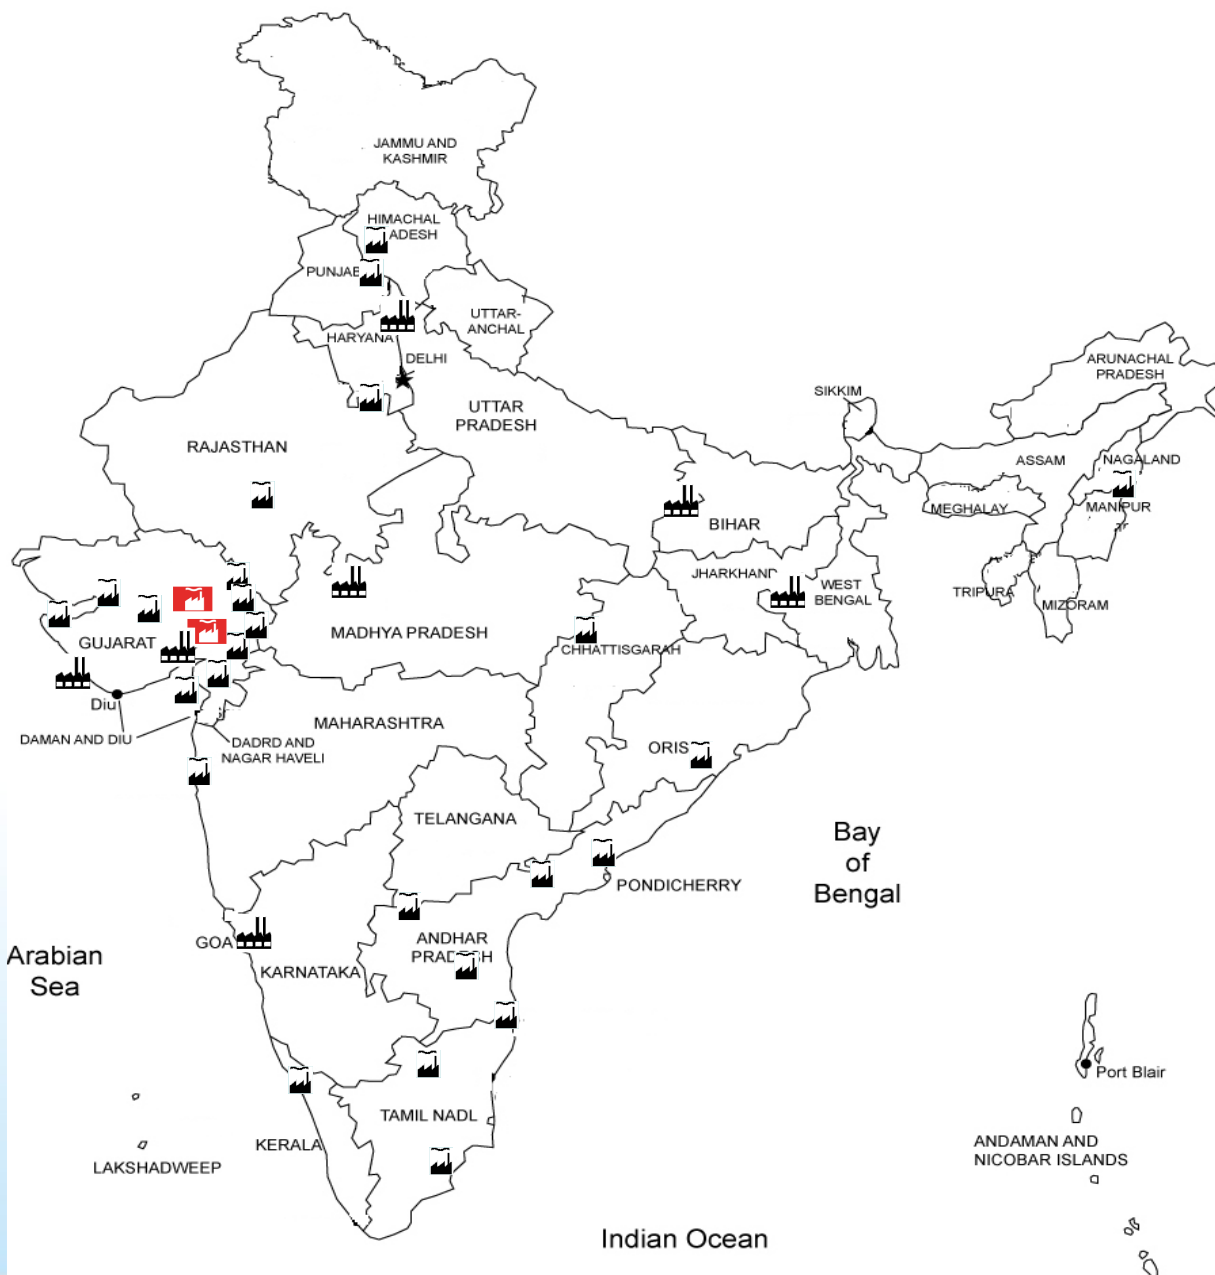 JAMMU AND
KASHMIR
HIMACHAL
ADESH
PUNJAB
UTTAR-
ANCHAL
HARYANA
DELHI
ARUNACHAL
PRADESH
SIKKIM
UTTAR
PRADESH
RAJASTHAN
ASSAM
NAGALAND
MEGHALAY
MANIPUR
BIHAR
JHARKHAND
WEST
BENGAL
TRIPURA
MIZORAM
GUJARAT
MADHYA PRADESH
CHHATTISGARAH
Diu
DAMAN AND DIU
DADRD AND
NAGAR HAVELI
MAHARASHTRA
ORIS
TELANGANA
Bay
of
Bengal
PONDICHERRY
GOA
ANDHAR
PRADESH
Arabian
Sea
KARNATAKA
Port Blair
TAMIL NADL
KERALA
ANDAMAN AND
NICOBAR ISLANDS
LAKSHADWEEP
Indian Ocean